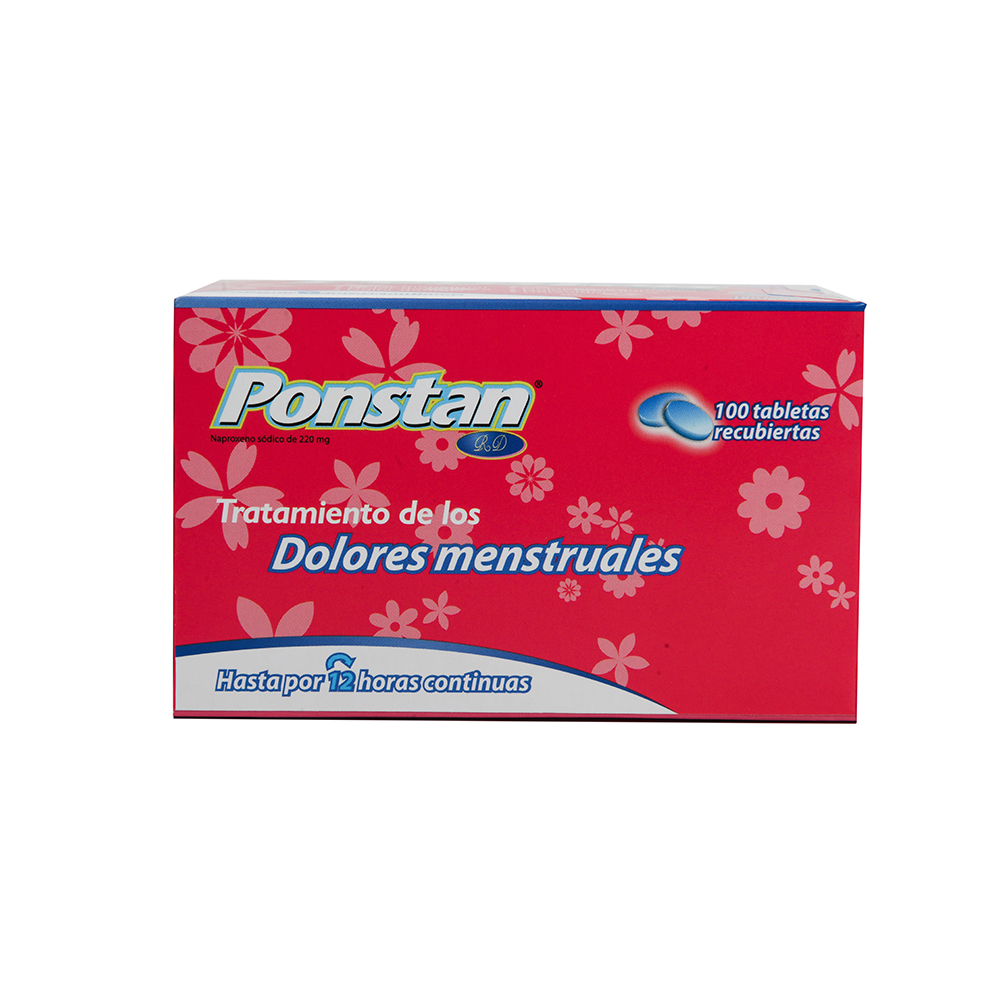 Ponstan®
Naproxeno sódico de 220 mg
RD
100 tabletas
recubiertas
Tratamiento de los
Dolores menstruales
Hasta por 12 horas continuas